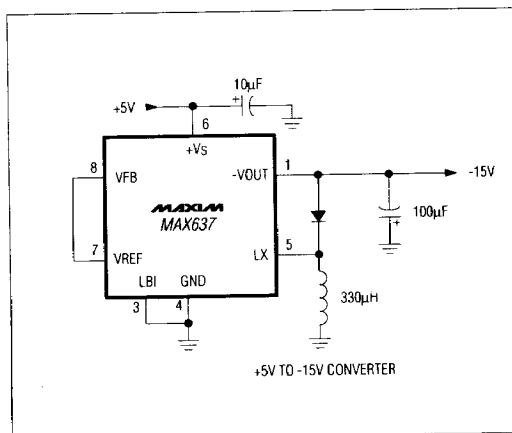 10µF
+5V
6
+VS
8
VFB
-VOUT
1
-15V
MAXIM
MAX637
100µF
7
VREF
LX
5
LBI
GND
3
4
330µH
+5V TO -15V CONVERTER